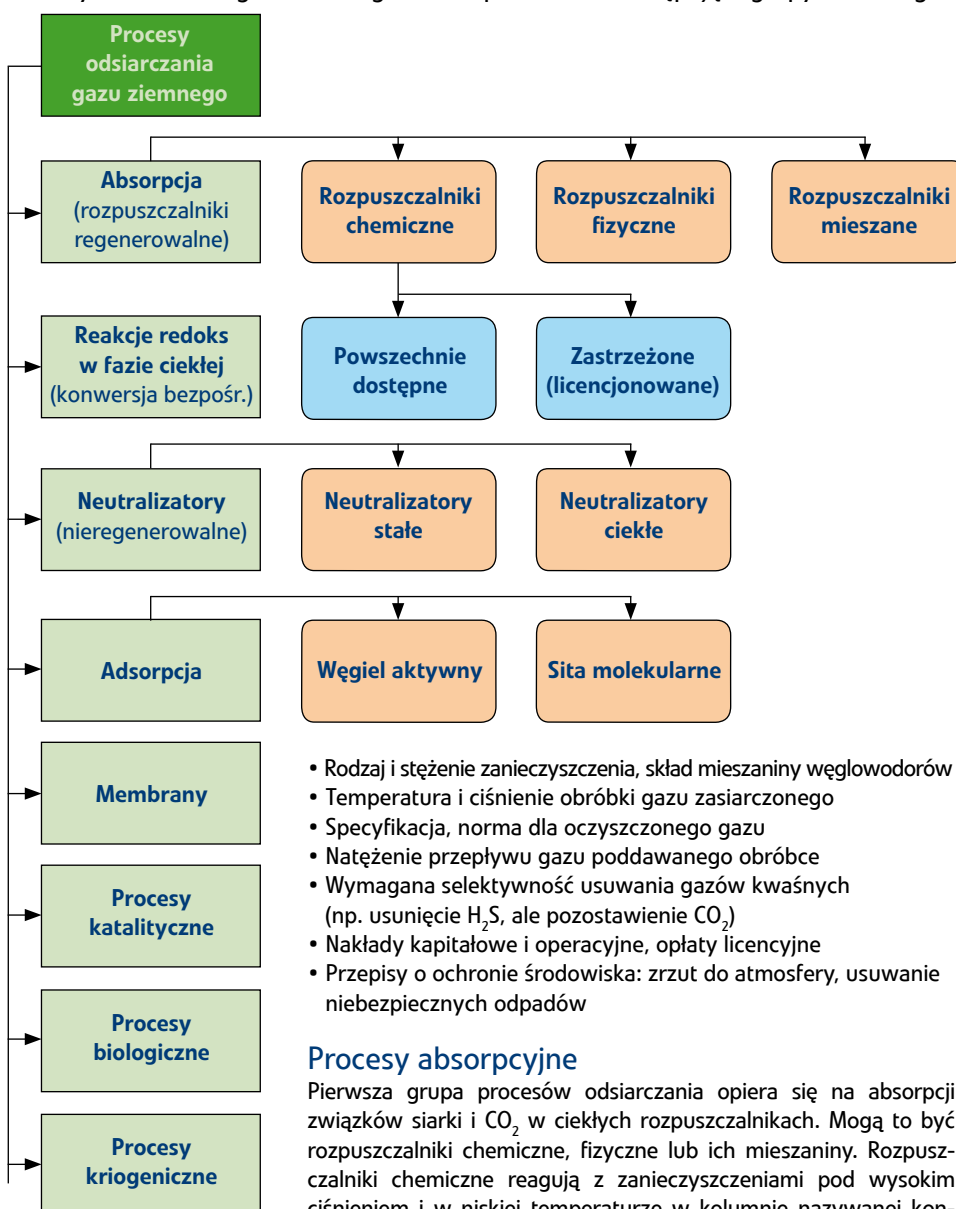 Procesy
odsiarczania
gazu ziemnego
Absorpcja
(rozpuszczalniki
regenerowalne)
Rozpuszczalniki
chemiczne
Rozpuszczalniki
fizyczne
Rozpuszczalniki
mieszane
Reakcje redoks
w fazie ciekłej
(konwersja bezpośr.)
Powszechnie
dostępne
Zastrzeżone
(licencjonowane)
Neutralizatory
(nieregenerowalne)
Neutralizatory
stałe
Neutralizatory
ciekłe
Adsorpcja
Węgiel aktywny
Sita molekularne
Membrany
Procesy
katalityczne
Procesy
biologiczne
Procesy
kriogeniczne
• Rodzaj i stężenie zanieczyszczenia, skład mieszaniny węglowodorów
• Temperatura i ciśnienie obróbki gazu zasiarczonego
• Specyfikacja, norma dla oczyszczonego gazu
• Natężenie przepływu gazu poddawanego obróbce
• Wymagana selektywność usuwania gazów kwaśnych
(np. usunięcie H₂S, ale pozostawienie CO₂)
• Nakłady kapitałowe i operacyjne, opłaty licencyjne
• Przepisy o ochronie środowiska: zrzut do atmosfery, usuwanie
niebezpiecznych odpadów
Procesy absorpcyjne
Pierwsza grupa procesów odsiarczania opiera się na absorpcji
związków siarki i CO₂ w ciekłych rozpuszczalnikach. Mogą to być
rozpuszczalniki chemiczne, fizyczne lub ich mieszaniny. Rozpusz-
czalniki chemiczne reagują z zanieczyszczeniami pod wysokim
ciśnieniem i w niskiej temperaturze w kolumnie nazywanej kon-